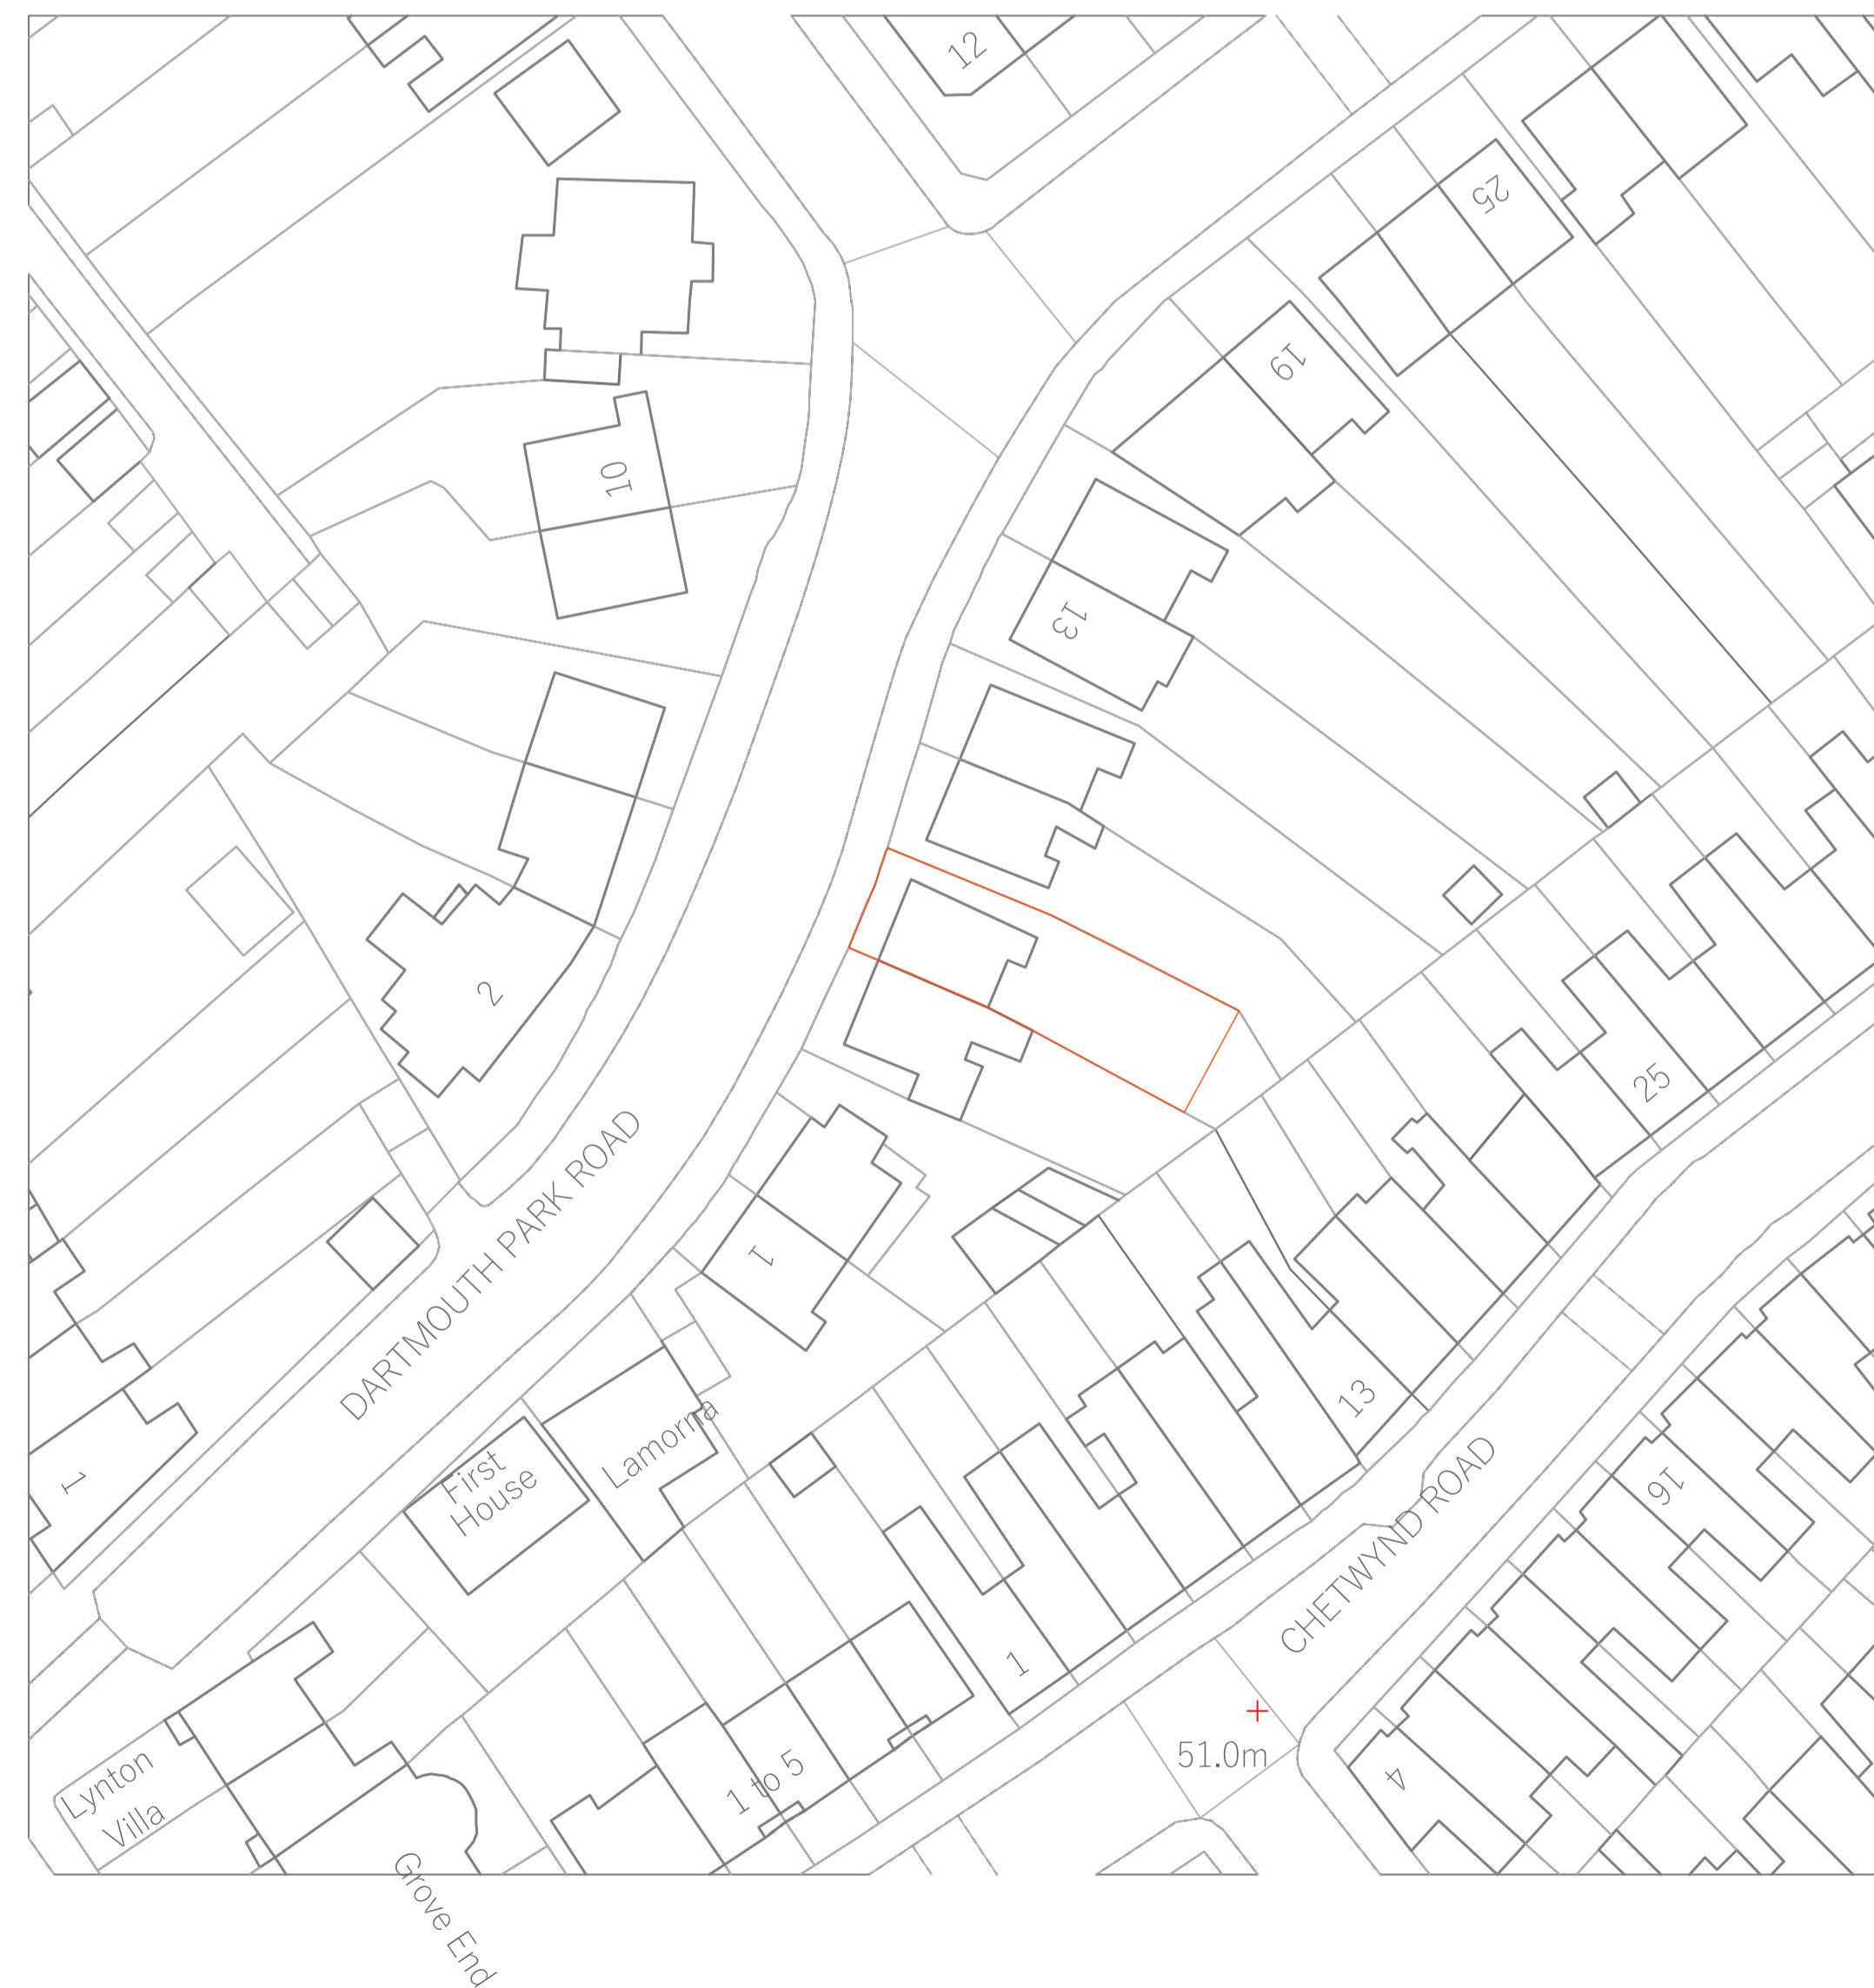 12
25
19
10
13
2
25
DARTMOUTH PARK ROAD
1
13
Lamorna
First
House
1
16
CHETWYND ROAD
1
51.0m
1 to 5
4
Lynton
Villa
Grove End